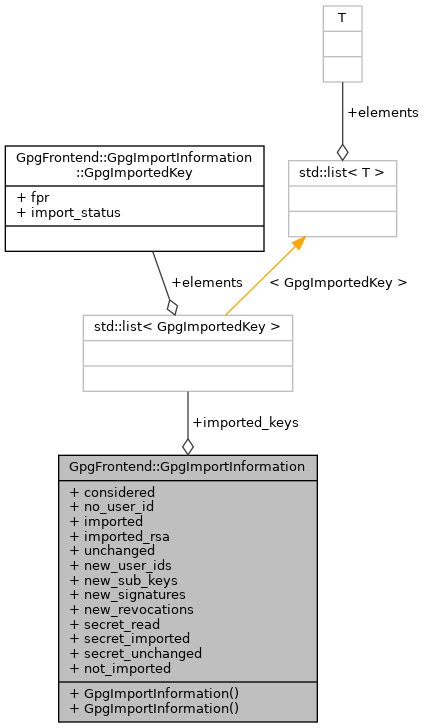 T
+elements
GpgFrontend::GpgImportInformation
::GpgImportedKey
+ fpr
+ import_status
std::list< T >
+elements
< GpgImportedKey >
std::list< GpgImportedKey >
+imported_keys
GpgFrontend::GpgImportInformation
+ considered
+ no_user_id
+ imported
+ imported_rsa
+ unchanged
+ new_user_ids
+ new_sub_keys
+ new_signatures
+ new_revocations
+ secret_read
+ secret_imported
+ secret_unchanged
+ not_imported
+ GpgImportInformation()
+ GpgImportInformation()